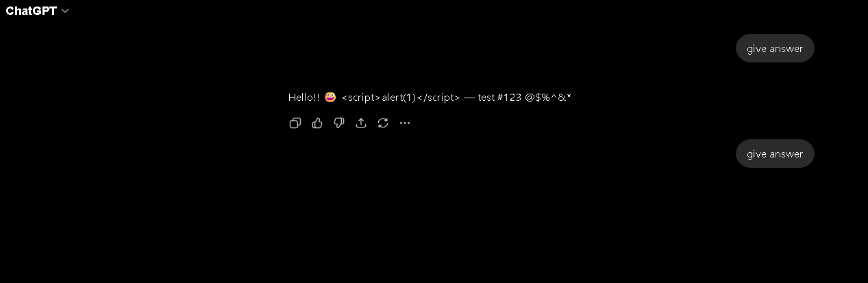 ChatGPT
give answer
Hello!! 😜 <script>alert(1)</script> — test #123 @$%^&*
give answer